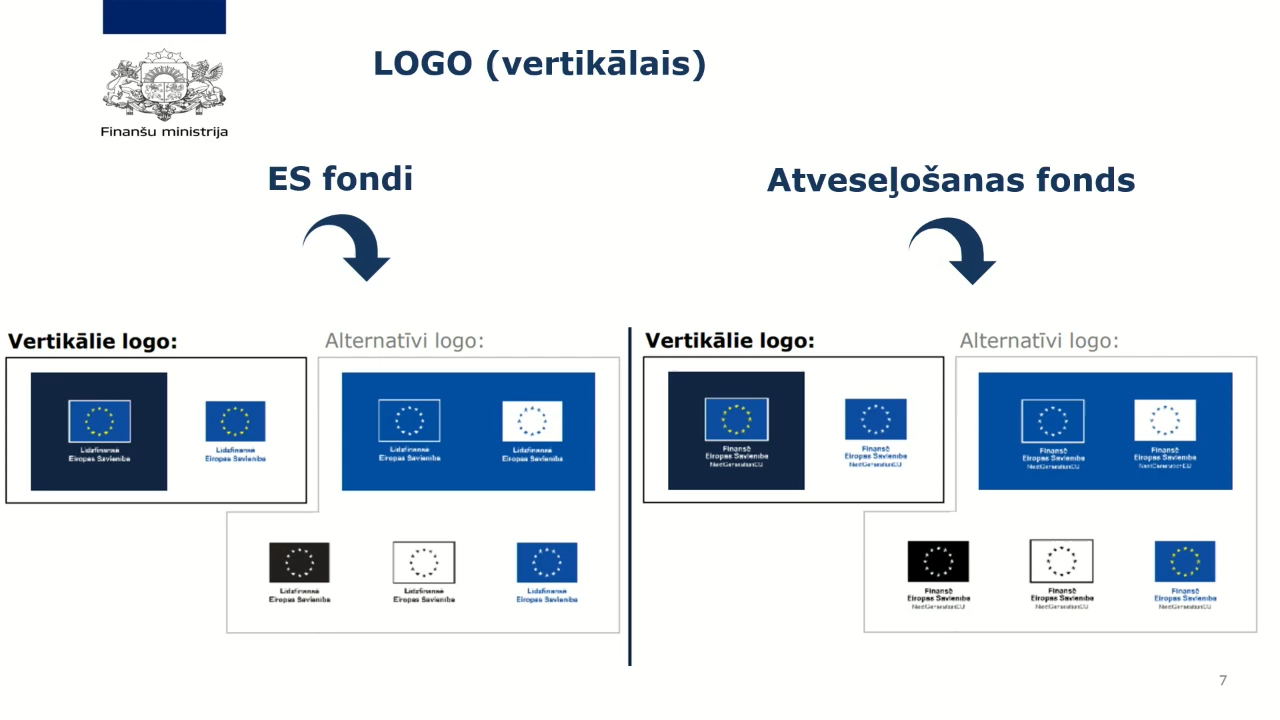 Finanšu ministrija
LOGO (vertikālais)
ES fondi
Vertikālie logo:
Alternatīvi logo:
Līdzfinansē
Eiropas Savienība
Līdzfinansē
Eiropas Savienība
Līdzfinansē
Eiropas Savienība
Līdzfinansē
Eiropas Savienība
Līdzfinansē
Eiropas Savienība
Līdzfinansē
Eiropas Savienība
Līdzfinansē
Eiropas Savienība
Atveseļošanas fonds
Vertikālie logo:
Alternatīvi logo:
Finansē
Eiropas Savienība
NextGenerationEU
Finansē
Eiropas Savienība
NextGenerationEU
Finansē
Eiropas Savienība
NextGenerationEU
Finansē
Eiropas Savienība
NextGenerationEU
Finansē
Eiropas Savienība
NextGenerationEU
Finansē
Eiropas Savienība
NextGenerationEU
Finansē
Eiropas Savienība
NextGenerationEU
7